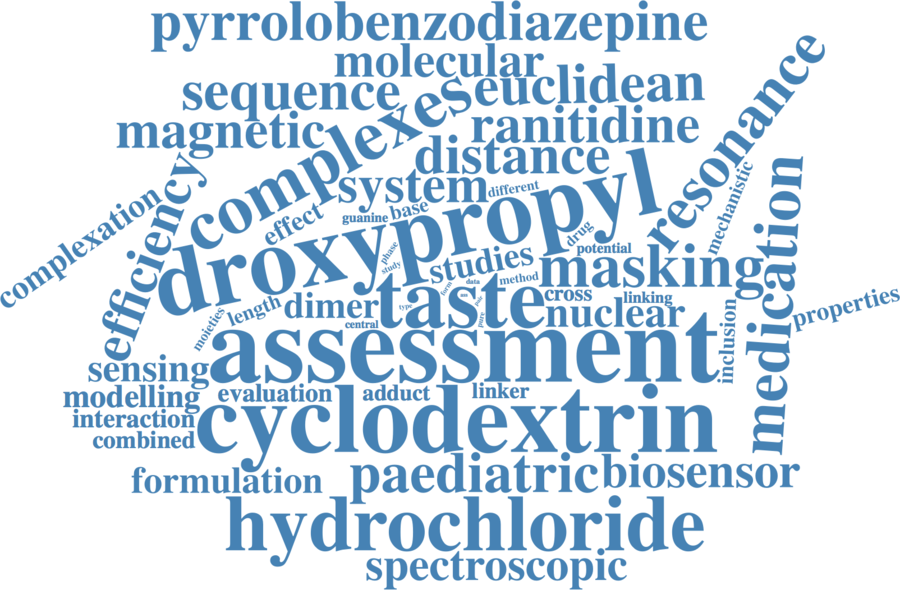 pyrrolobenzodiazepine
molecular
sequence
complexes
euclidean
resonance
magnetic
ranitidine
distance
system
different
complexation
efficiency
effect
guanine
base
droxypropyl
drug
mechanistic
medication
phase
study
studies
potential
masking
data
method
form
taste
cross
linking
moieties
length
dimer
type
pure
nuclear
central
inclusion
properties
assessment
sensing
modelling
evaluation
adduct
linker
interaction
combined
cyclodextrin
formulation
paediatric
biosensor
hydrochloride
spectroscopic